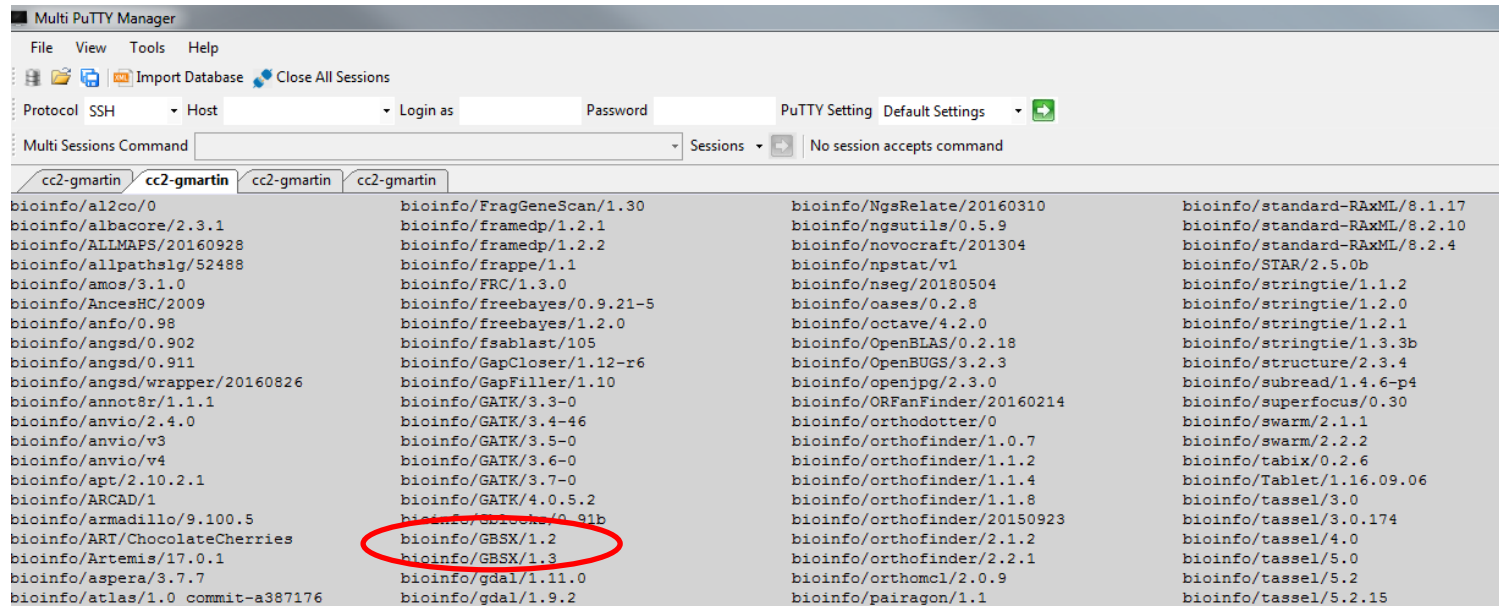 Multi PuTTY Manager
File View Tools Help
Import Database Close All Sessions
Protocol SSH Host Login as Password PuTTY Setting Default Settings
Multi Sessions Command Sessions No session accepts command
cc2-gmartin cc2-gmartin cc2-gmartin cc2-gmartin
bioinfo/al2co/0 bioinfo/FragGeneScan/1.30 bioinfo/NgsRelate/20160310 bioinfo/standard-RAxML/8.1.17
bioinfo/albacore/2.3.1 bioinfo/framedp/1.2.1 bioinfo/ngsutils/0.5.9 bioinfo/standard-RAxML/8.2.10
bioinfo/ALLMAPS/20160928 bioinfo/framedp/1.2.2 bioinfo/novocraft/201304 bioinfo/standard-RAxML/8.2.4
bioinfo/allpathslg/52488 bioinfo/frappe/1.1 bioinfo/npstat/v1 bioinfo/STAR/2.5.0b
bioinfo/amos/3.1.0 bioinfo/FRC/1.3.0 bioinfo/nseg/20180504 bioinfo/stringtie/1.1.2
bioinfo/AncesHC/2009 bioinfo/freebayes/0.9.21-5 bioinfo/oases/0.2.8 bioinfo/stringtie/1.2.0
bioinfo/anfo/0.98 bioinfo/freebayes/1.2.0 bioinfo/octave/4.2.0 bioinfo/stringtie/1.2.1
bioinfo/angsd/0.902 bioinfo/fsablast/105 bioinfo/OpenBLAS/0.2.18 bioinfo/stringtie/1.3.3b
bioinfo/angsd/0.911 bioinfo/GapCloser/1.12-r6 bioinfo/OpenBUGS/3.2.3 bioinfo/structure/2.3.4
bioinfo/angsd/wrapper/20160826 bioinfo/GapFiller/1.10 bioinfo/openjpg/2.3.0 bioinfo/subread/1.4.6-p4
bioinfo/annot8r/1.1.1 bioinfo/GATK/3.3-0 bioinfo/ORFanFinder/20160214 bioinfo/superfocus/0.30
bioinfo/anvio/2.4.0 bioinfo/GATK/3.4-46 bioinfo/orthodotter/0 bioinfo/swarm/2.1.1
bioinfo/anvio/v3 bioinfo/GATK/3.5-0 bioinfo/orthofinder/1.0.7 bioinfo/swarm/2.2.2
bioinfo/anvio/v4 bioinfo/GATK/3.6-0 bioinfo/orthofinder/1.1.2 bioinfo/tabix/0.2.6
bioinfo/apt/2.10.2.1 bioinfo/GATK/3.7-0 bioinfo/orthofinder/1.1.4 bioinfo/Tablet/1.16.09.06
bioinfo/ARCAD/1 bioinfo/GATK/4.0.5.2 bioinfo/orthofinder/1.1.8 bioinfo/tassel/3.0
bioinfo/armadillo/9.100.5 bioinfo/Gblocks/0.91b bioinfo/orthofinder/20150923 bioinfo/tassel/3.0.174
bioinfo/ART/ChocolateCherries bioinfo/GBSX/1.2 bioinfo/orthofinder/2.1.2 bioinfo/tassel/4.0
bioinfo/Artemis/17.0.1 bioinfo/GBSX/1.3 bioinfo/orthofinder/2.2.1 bioinfo/tassel/5.0
bioinfo/aspera/3.7.7 bioinfo/gdal/1.11.0 bioinfo/orthomcl/2.0.9 bioinfo/tassel/5.2
bioinfo/atlas/1.0_commit-a387176 bioinfo/gdal/1.9.2 bioinfo/pairagon/1.1 bioinfo/tassel/5.2.15